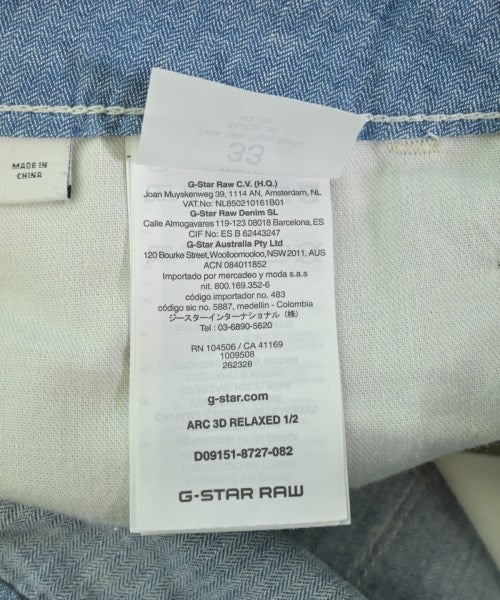 33
MADE IN
CHINA
G-Star Raw C.V. (H.Q.)
Joan Muyskenweg 39, 1114 AN, Amsterdam, NL
VAT.No: NL850210161B01
G-Star Raw Denim SL
Calle Almogavares 119-123 08018 Barcelona, ES
CIF No: ES B 62443247
G-Star Australia Pty Ltd
120 Bourke Street, Woolloomooloo, NSW 2011, AUS
ACN 084011852
Importado por mercadeo y moda s.a.s
nit. 800.169.352-6
código importador no. 483
código sic no. 5887, medellin - Colombia
ジースターインターナショナル（株）
Tel : 03-6890-5620
RN 104506 / CA 41169
1009508
262328
g-star.com
ARC 3D RELAXED 1/2
D09151-8727-082
G-STAR RAW